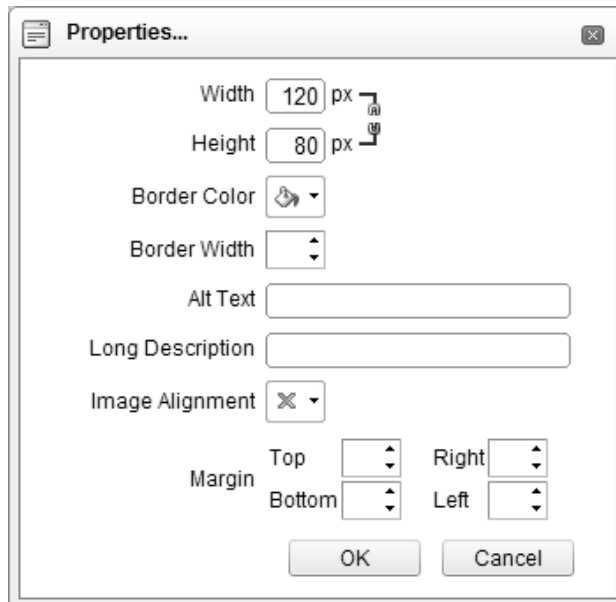 Properties...
Width 120 px
Height 80 px
Border Color
Border Width
Alt Text
Long Description
Image Alignment
Margin
Top Right
Bottom Left
OK Cancel